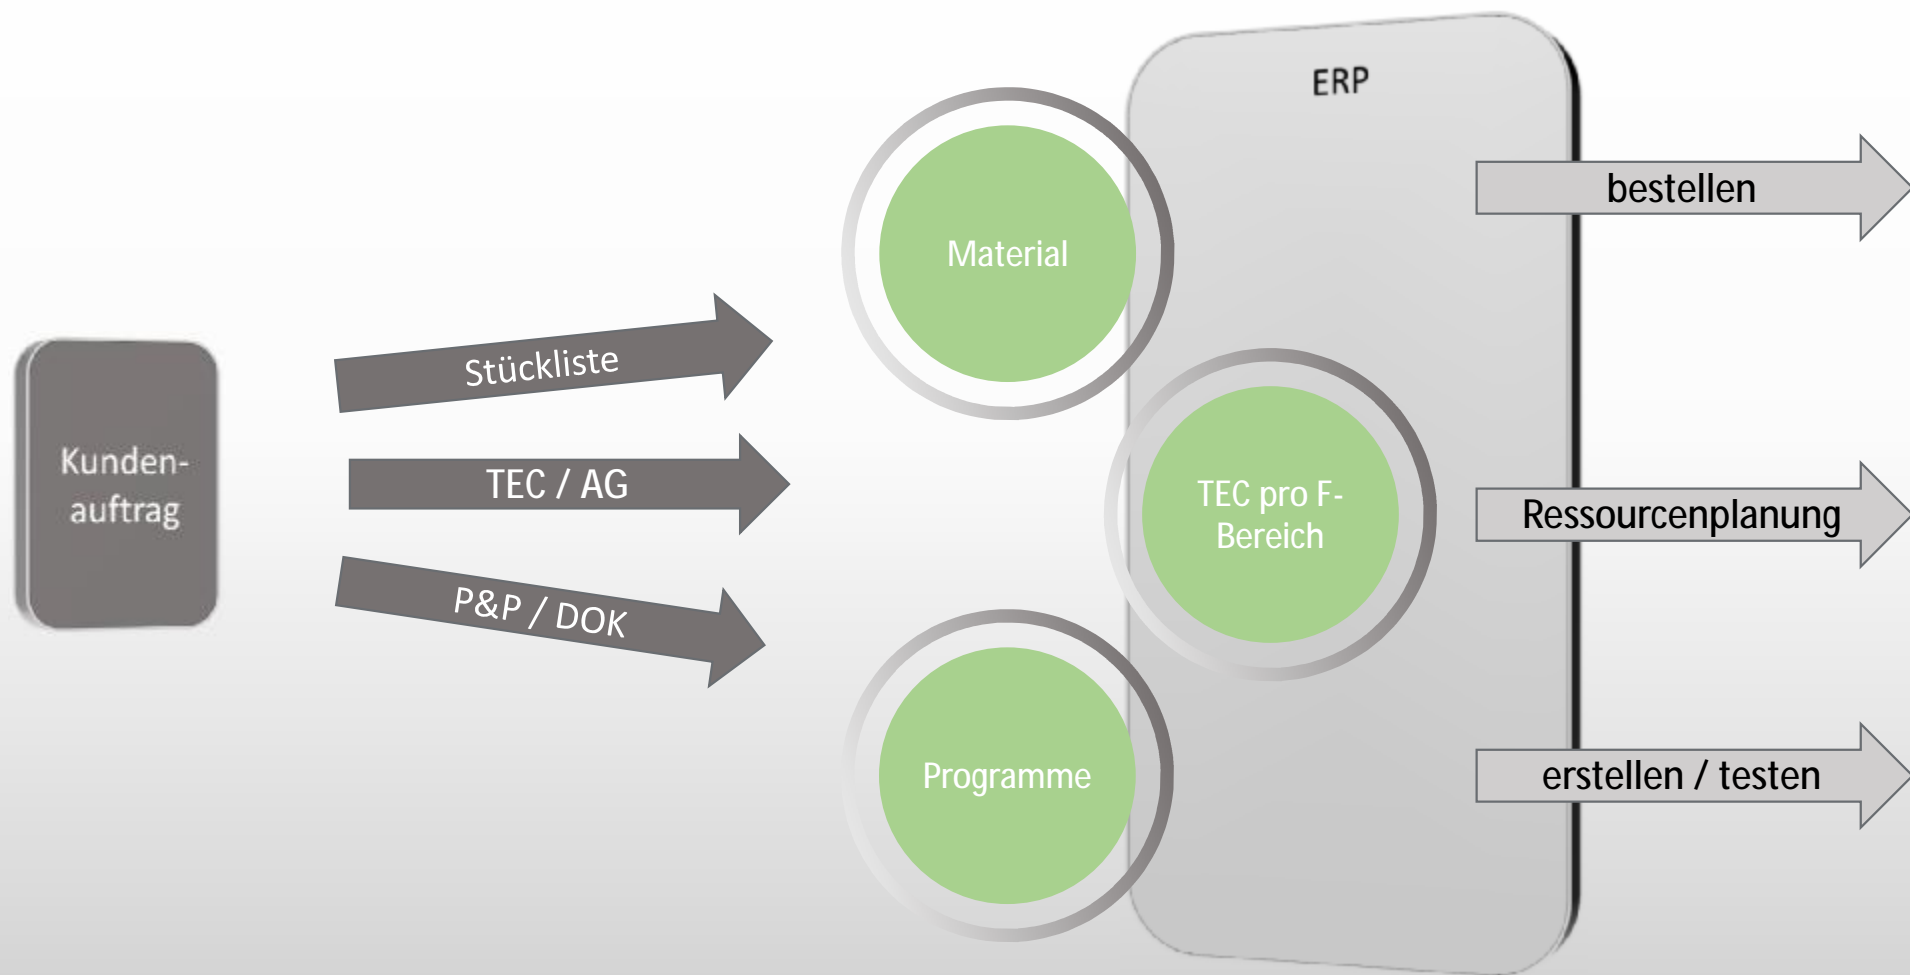 Kunden-
auftrag
Stückliste
TEC / AG
P&P / DOK
Material
TEC pro F-
Bereich
Programme
ERP
bestellen
Ressourcenplanung
erstellen / testen